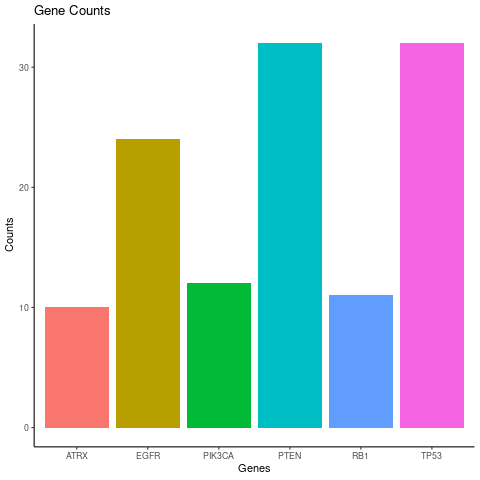 Gene Counts
Counts
30
20
10
0
ATRX EGFR PIK3CA PTEN RB1 TP53
Genes